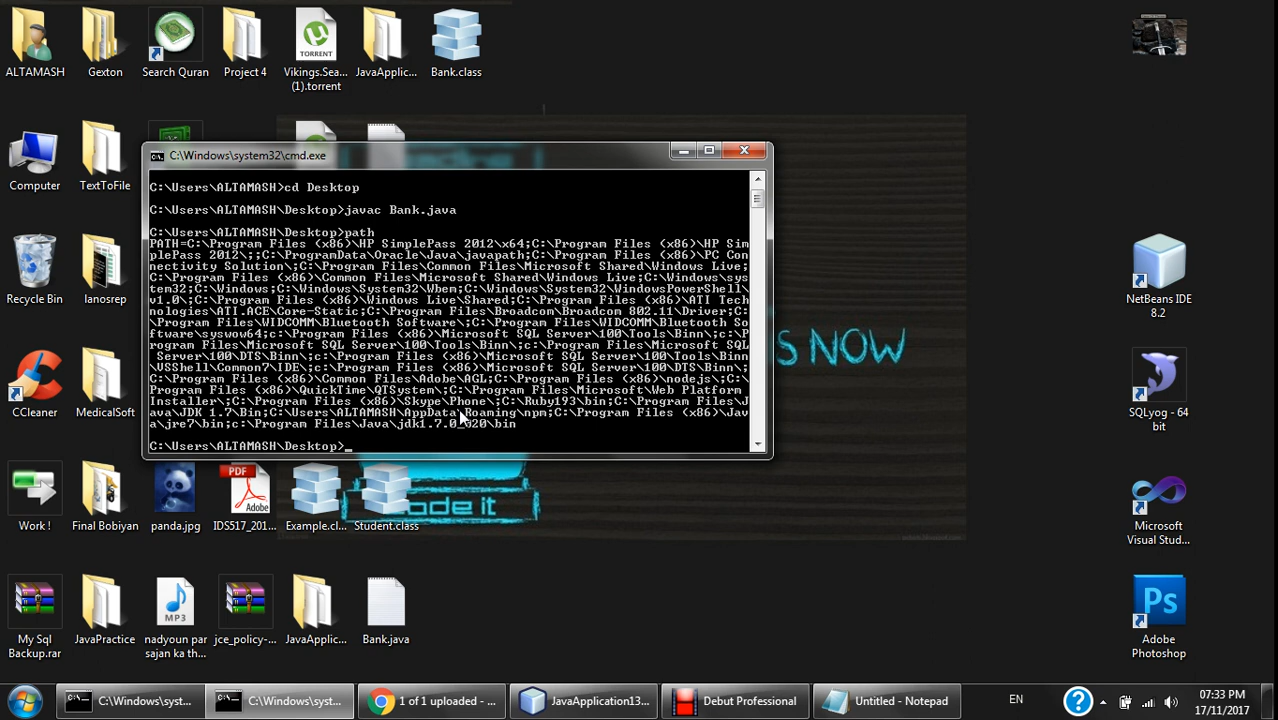 ALTAMASH
Gexton
Search Quran
Project 4
TORRENT
Vikings.Sea...
(1).torrent
JavaApplic...
Bank.class
Computer
TextToFile
C:\Windows\system32\cmd.exe
C:\Users\ALTAMASH>cd Desktop
C:\Users\ALTAMASH\Desktop>javac Bank.java
C:\Users\ALTAMASH\Desktop>path
PATH=C:\Program Files (x86)\HP SimplePass 2012\x64;C:\Program Files (x86)\HP Sim
plePass 2012\;;C:\ProgramData\Oracle\Java\javapath;C:\Program Files (x86)\PC Con
nectivity Solution\;C:\Program Files\Common Files\Microsoft Shared\Windows Live;
C:\Program Files (x86)\Common Files\Microsoft Shared\Windows Live;C:\Windows\sys
tem32;C:\Windows;C:\Windows\System32\Wbem;C:\Windows\System32\WindowsPowerShell\
v1.0\;C:\Program Files (x86)\Windows Live\Shared;C:\Program Files (x86)\ATI Tech
nologies\ATI.ACE\Core-Static;C:\Program Files\Broadcom\Broadcom 802.11\Driver;C:
\Program Files\WIDCOMM\Bluetooth Software\;C:\Program Files\WIDCOMM\Bluetooth So
ftware\syswow64;c:\Program Files (x86)\Microsoft SQL Server\100\Tools\Binn\;c:\P
rogram Files\Microsoft SQL Server\100\Tools\Binn\;c:\Program Files\Microsoft SQL
Server\100\DTS\Binn\;c:\Program Files (x86)\Microsoft SQL Server\100\Tools\Binn
\VSShell\Common7\IDE\;c:\Program Files (x86)\Microsoft SQL Server\100\DTS\Binn\;
C:\Program Files (x86)\Common Files\Adobe\AGL;C:\Program Files (x86)\nodejs\;C:\
Program Files (x86)\QuickTime\QTSystem\;C:\Program Files\Microsoft\Web Platform
Installer\;C:\Program Files (x86)\Skype\Phone\;C:\Ruby193\bin;C:\Program Files\J
ava\JDK 1.7\Bin;C:\Users\ALTAMASH\AppData\Roaming\npm;C:\Program Files (x86)\Jav
a\jre7\bin;c:\Program Files\Java\jdk1.7.0_020\bin
C:\Users\ALTAMASH\Desktop>_
S NOW
Recycle Bin
Ianosrep
NetBeans IDE
8.2
CCleaner
MedicalSoft
SQLyog - 64
bit
Work !
Final Bobiyan
panda.jpg
PDF
Adobe
IDS517_201...
Example.cl...
Student.class
ode it
Microsoft
Visual Stud...
My Sql
Backup.rar
JavaPractice
MP3
nadyoun par
sajan ka th...
jce_policy-...
JavaApplic...
Bank.java
Ps
Adobe
Photoshop
C:\Windows\syst...
C:\Windows\syst...
1 of 1 uploaded - ...
JavaApplication13...
Debut Professional
Untitled - Notepad
EN
07:33 PM
17/11/2017